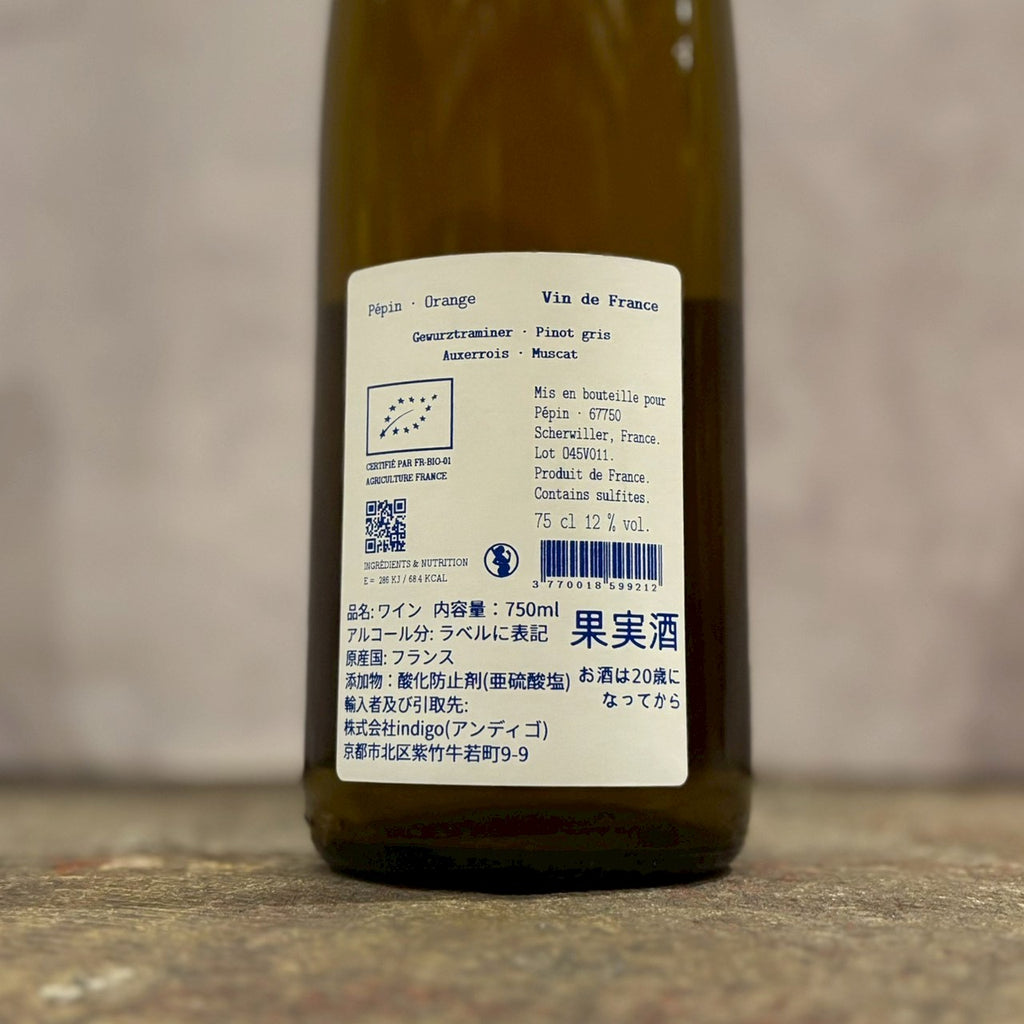 Pépin · Orange
Vin de France
Gewurztraminer · Pinot gris
Auxerrois · Muscat
CERTIFIÉ PAR FR-BIO-01
AGRICULTURE FRANCE
Mis en bouteille pour
Pépin · 67750
Scherwiller, France.
Lot 045V011.
Produit de France.
Contains sulfites.
75 cl 12 % vol.
INGRÉDIENTS & NUTRITION
E = 286 KJ / 68.4 KCAL
3 770018 599212
品名: ワイン 内容量：750ml
アルコール分: ラベルに表記
原産国: フランス
添加物：酸化防止剤(亜硫酸塩)
輸入者及び引取先:
株式会社indigo(アンディゴ)
京都市北区紫竹牛若町9-9
果実酒
お酒は20歳に
なってから